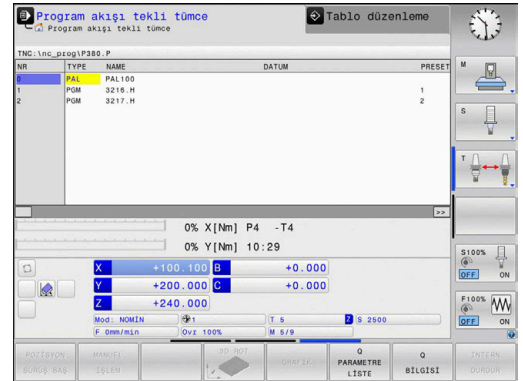 Program akışı tekli tümce
Program akışı tekli tümce
Tablo düzenleme
TNC:\nc_prog\P380.P
NR TYPE NAME DATUM PRESET
0 PAL PAL100
1 PGM 3216.H 1
2 PGM 3217.H 2
>>
0% X[Nm] P4 -T4
0% Y[Nm] 10:29
X +100.100 B +0.000
Y +200.000 C +0.000
Z +240.000
Mod: NOMİN 1 T 5 Z S 2500
F 0mm/min Ovr 100% M 5/9
M
S
T
S100%
OFF ON
F100%
OFF ON
POZİTSYON
SÜRÜŞ BAŞ
MANUEL
İŞLEM
3D ROT
GRAFİK
Q
PARAMETRE
LİSTE
Q
BİLGİSİ
INTERN
DURDUR